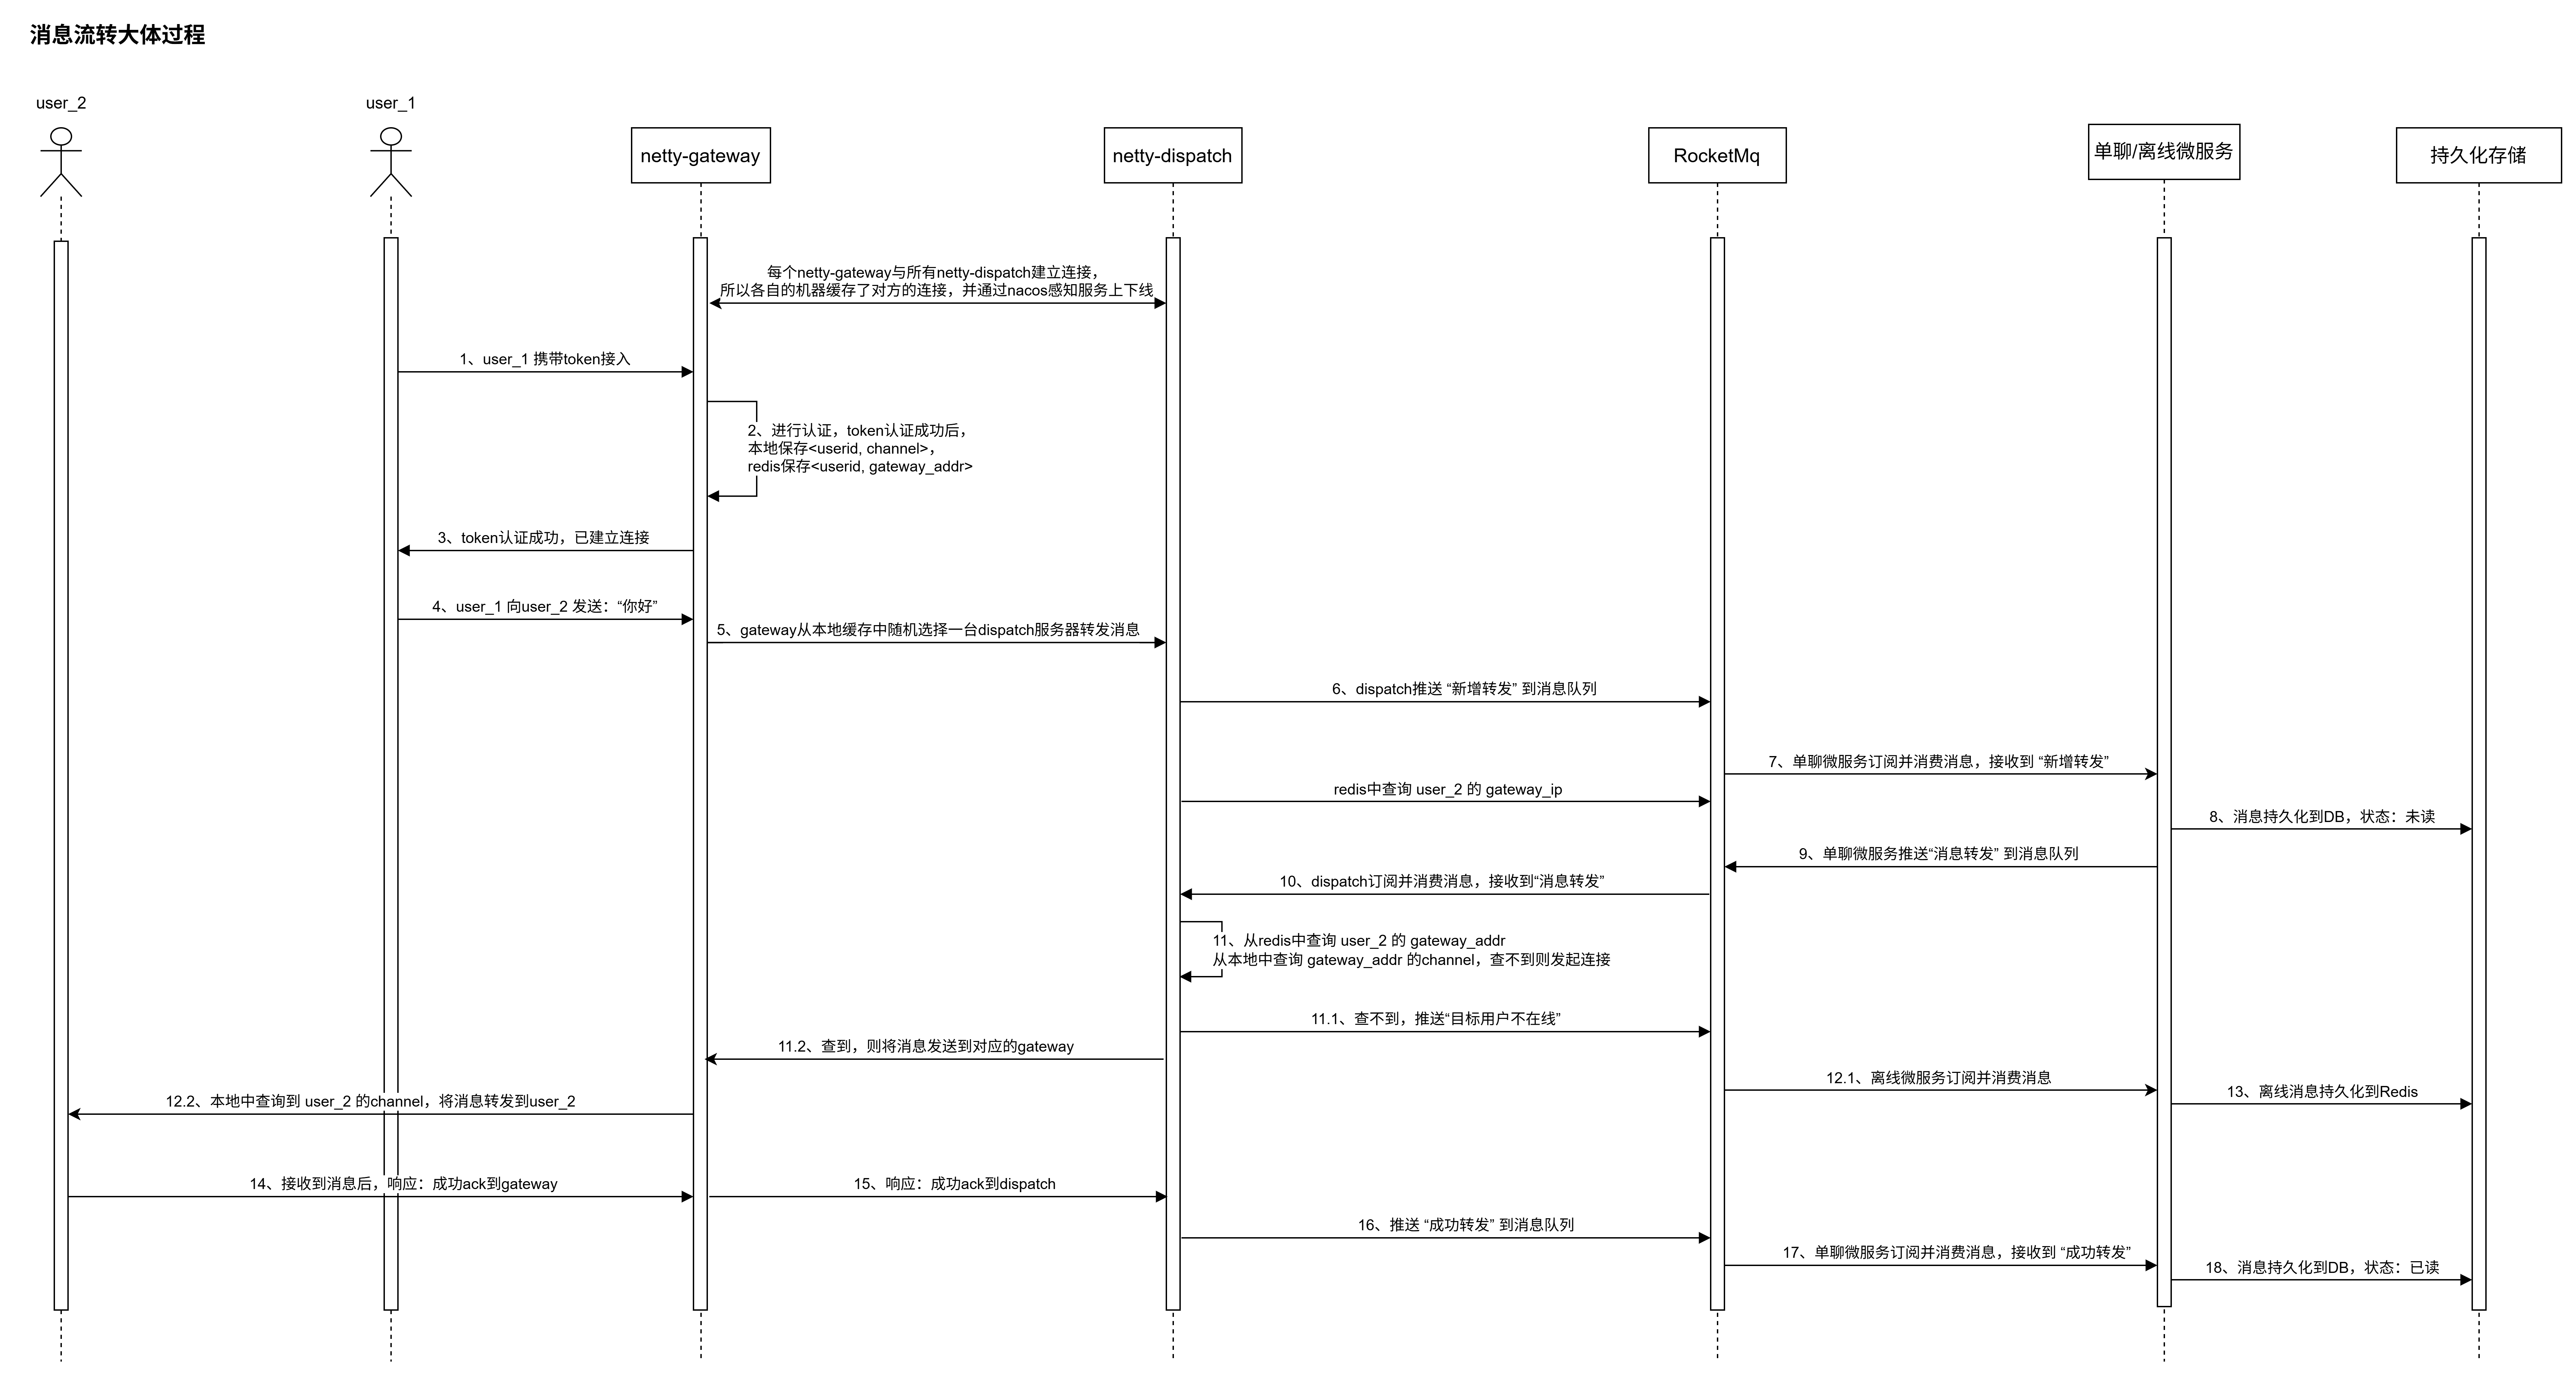 消息流转大体过程
user_2
user_1
netty-gateway
netty-dispatch
RocketMq
单聊/离线微服务
持久化存储
每个netty-gateway与所有netty-dispatch建立连接，
所以各自的机器缓存了对方的连接，并通过nacos感知服务上下线
1、user_1 携带token接入
2、进行认证，token认证成功后，
本地保存<userid, channel>，
redis保存<userid, gateway_addr>
3、token认证成功，已建立连接
4、user_1 向user_2 发送：“你好”
5、gateway从本地缓存中随机选择一台dispatch服务器转发消息
6、dispatch推送 “新增转发” 到消息队列
7、单聊微服务订阅并消费消息，接收到 “新增转发”
redis中查询 user_2 的 gateway_ip
8、消息持久化到DB，状态：未读
9、单聊微服务推送“消息转发” 到消息队列
10、dispatch订阅并消费消息，接收到“消息转发”
11、从redis中查询 user_2 的 gateway_addr
从本地中查询 gateway_addr 的channel，查不到则发起连接
11.1、查不到，推送“目标用户不在线”
11.2、查到，则将消息发送到对应的gateway
12.1、离线微服务订阅并消费消息
13、离线消息持久化到Redis
12.2、本地中查询到 user_2 的channel，将消息转发到user_2
14、接收到消息后，响应：成功ack到gateway
15、响应：成功ack到dispatch
16、推送 “成功转发” 到消息队列
17、单聊微服务订阅并消费消息，接收到 “成功转发”
18、消息持久化到DB，状态：已读